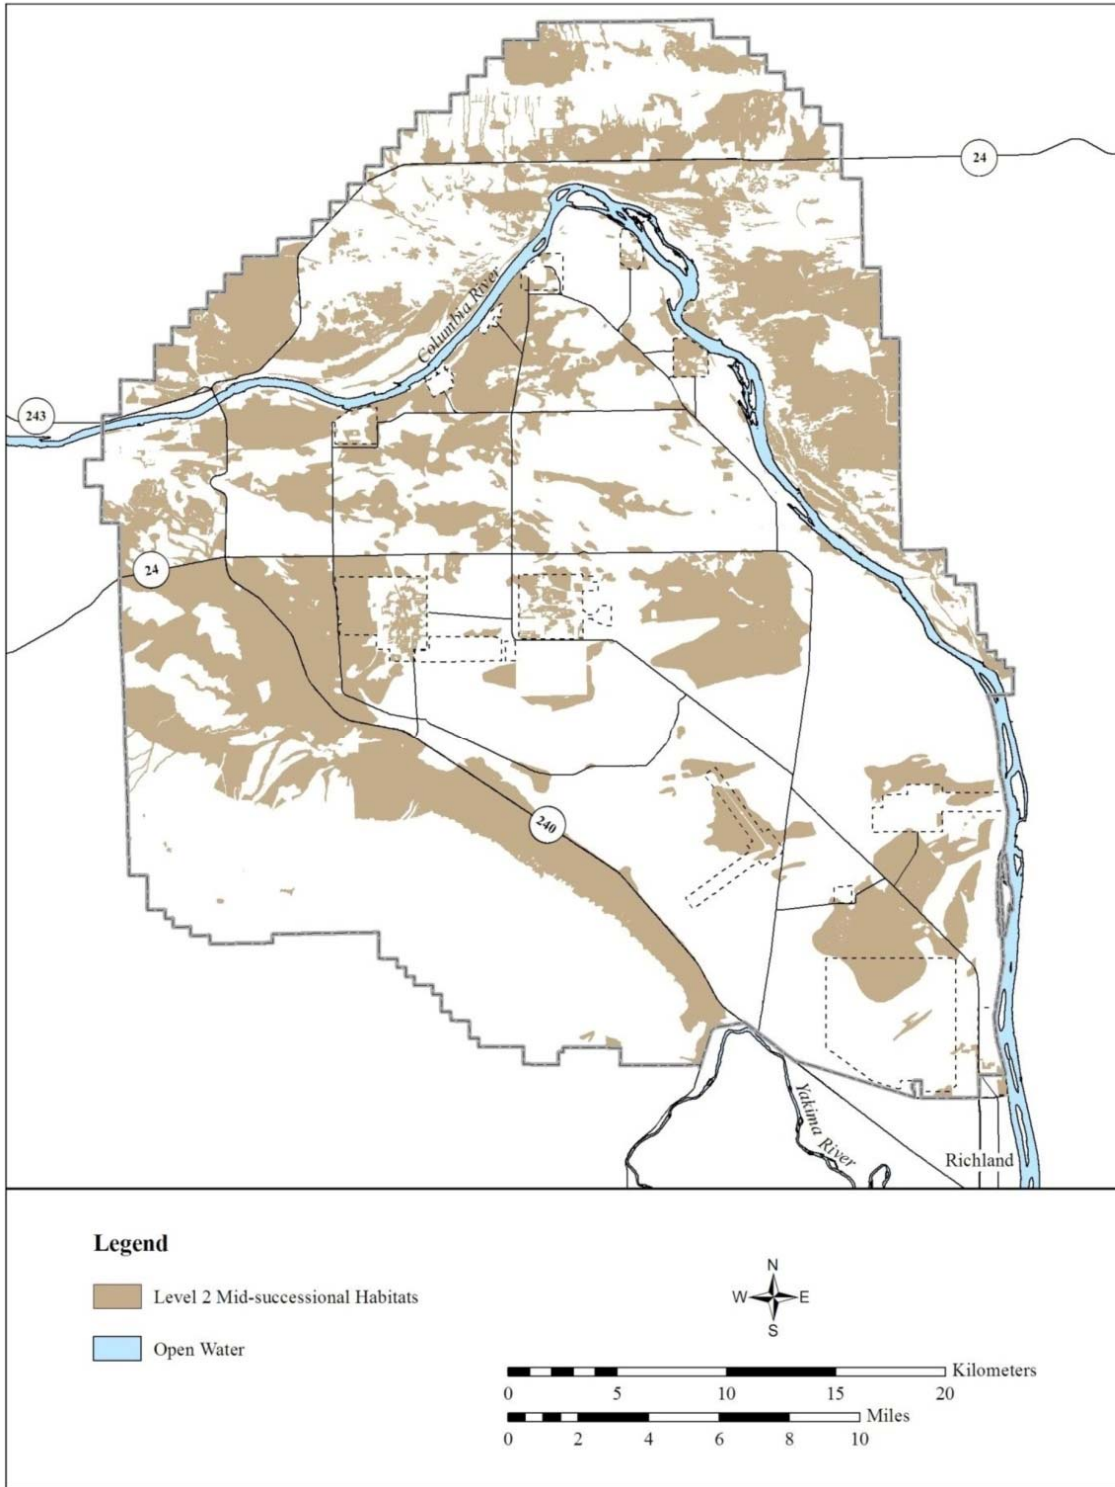 24
Columbia River
243
24
240
Yakima River
Richland
Legend
Level 2 Mid-successional Habitats
Open Water
N
W E
S
Kilometers
0 5 10 15 20
Miles
0 2 4 6 8 10